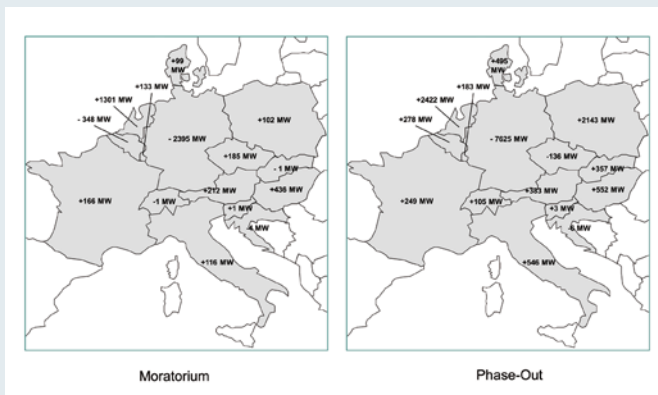 +99
MW
+133 MW
+1301 MW
- 348 MW
- 2395 MW
+102 MW
+185 MW
- 1 MW
+436 MW
+212 MW
+166 MW
-1 MW
+1 MW
-4 MW
+116 MW
Moratorium
+495
MW
+183 MW
+2422 MW
+278 MW
- 7625 MW
+2143 MW
-136 MW
+357 MW
+552 MW
+383 MW
+249 MW
+105 MW
+3 MW
-6 MW
+546 MW
Phase-Out